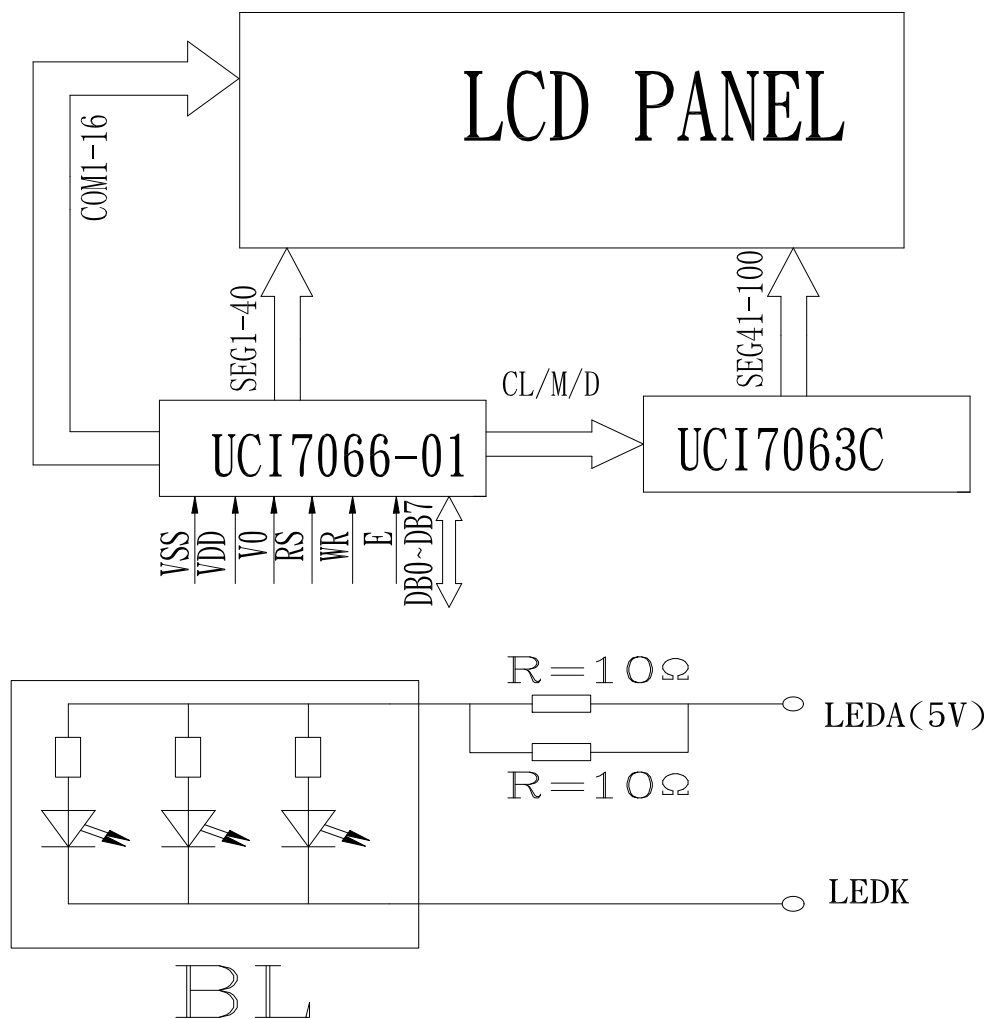 LCD PANEL
COM1-16
SEG1-40
SEG41-100
CL/M/D
UCI7066-01
UCI7063C
VSS
VDD
V0
RS
WR
E
DB0~DB7
R=10Ω
LEDA(5V)
R=10Ω
LEDK
BL